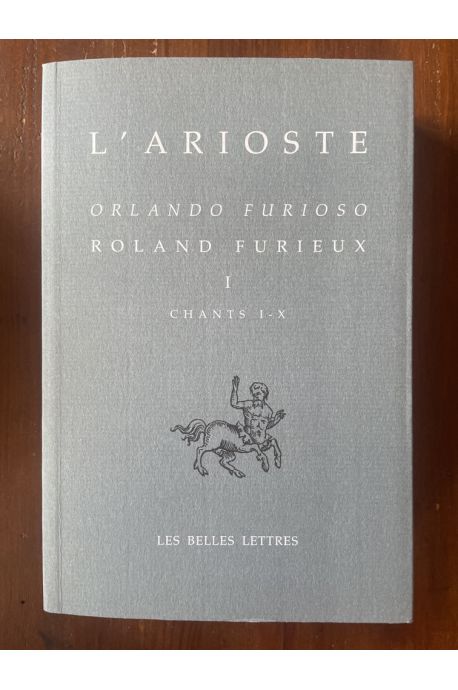 L'ARIOSTE
ORLANDO FURIOSO
ROLAND FURIEUX
I
CHANTS I-X
LES BELLES LETTRES